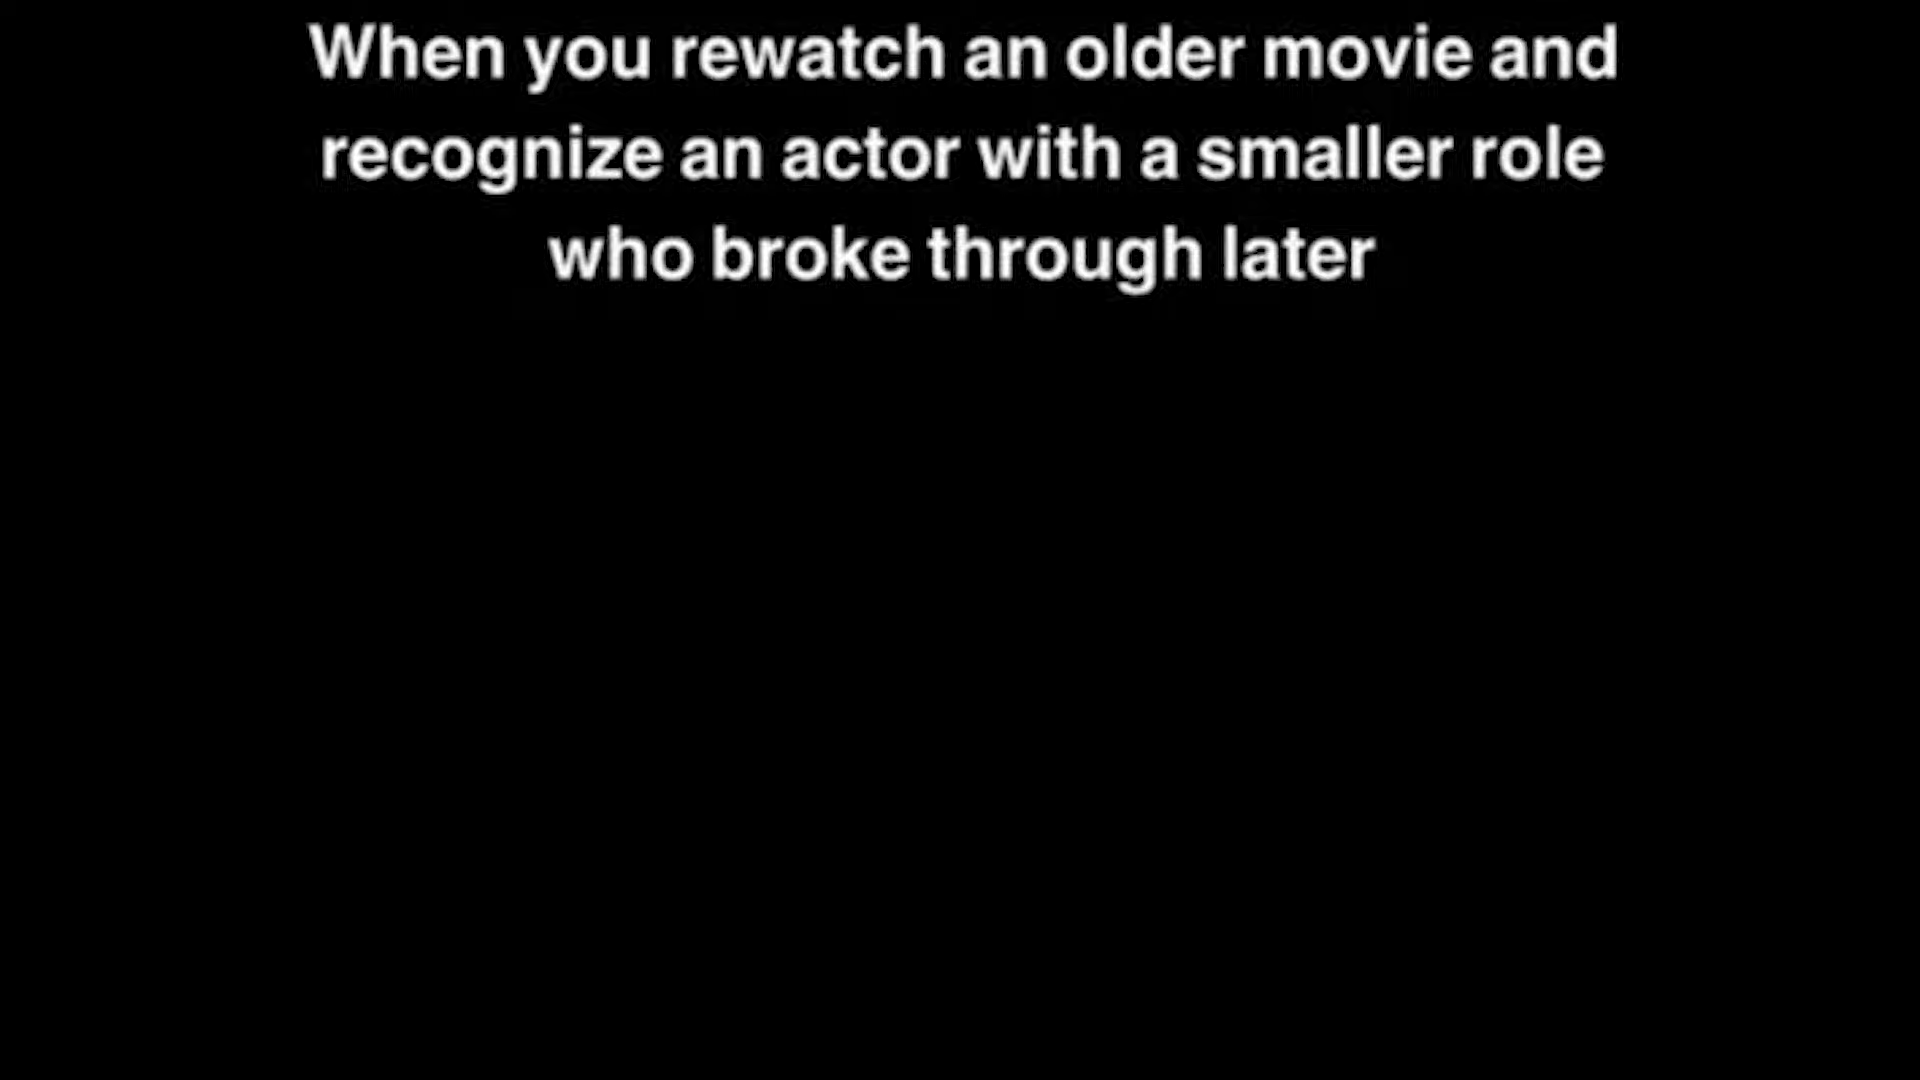 When you rewatch an older movie and
recognize an actor with a smaller role
who broke through later